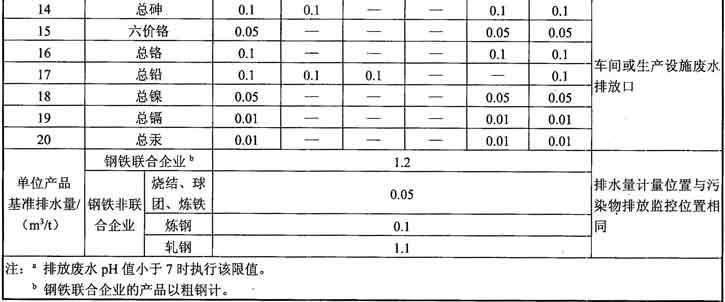 14 总砷 0.1 0.1 — — 0.1 0.1
15 六价铬 0.05 — — — 0.05 0.05
16 总铬 0.1 — — — 0.1 0.1
17 总铅 0.1 0.1 0.1 — — 0.1
18 总镍 0.05 — — — 0.05 0.05
19 总镉 0.01 — — — 0.01 0.01
20 总汞 0.01 — — — 0.01 0.01
车间或生产设施废水
排放口
单位产品
基准排水量/
（m³/t）
钢铁联合企业ᵇ 1.2
钢铁非联
合企业
烧结、球
团、炼铁
0.05
炼钢 0.1
轧钢 1.1
排水量计量位置与污
染物排放监控位置相
同
注：ᵃ 排放废水 pH 值小于 7 时执行该限值。
ᵇ 钢铁联合企业的产品以粗钢计。